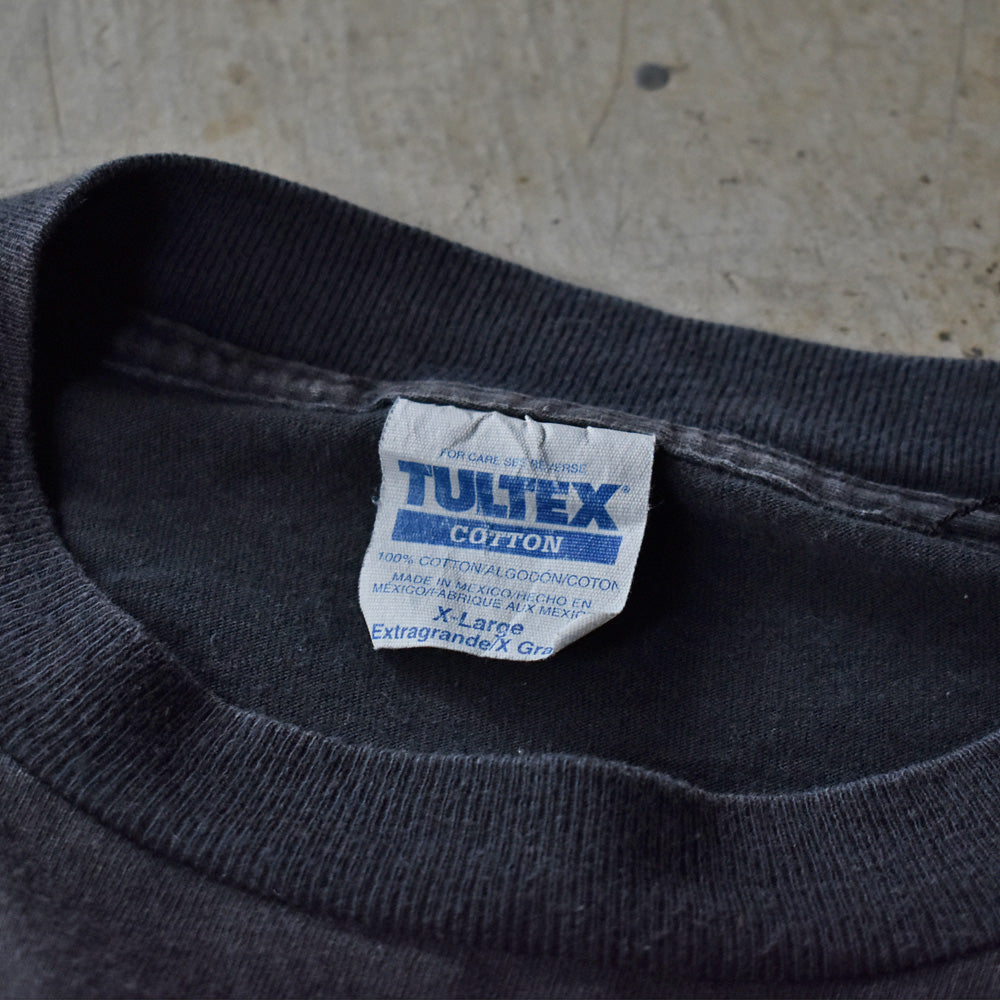 FOR CARE SEE REVERSE
TULTEX®
COTTON
100% COTTON/ALGODÓN/COTON
MADE IN MEXICO/HECHO EN
MÉXICO/FABRIQUE AUX MEXIC
X-Large
Extragrande/X Gra